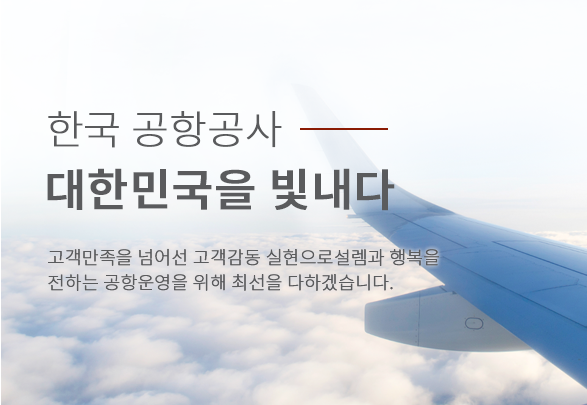 한국 공항공사
대한민국을 빛내다
고객만족을 넘어선 고객감동 실현으로설렘과 행복을
전하는 공항운영을 위해 최선을 다하겠습니다.